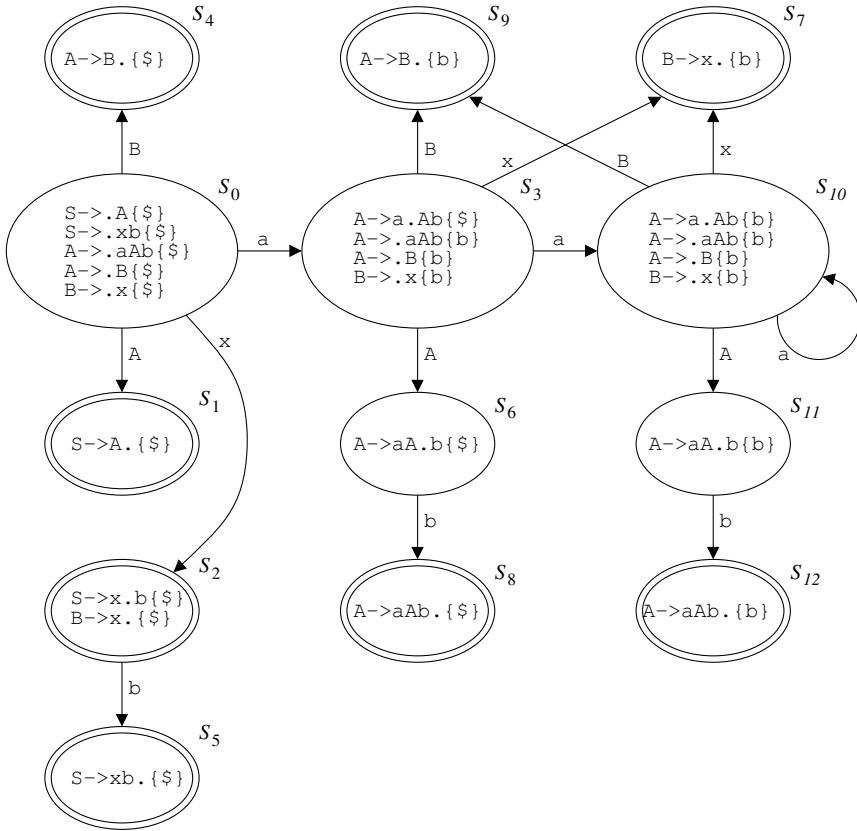 S4
S9
S7
A->B.{$}
A->B.{b}
B->x.{b}
B
B
x
B
x
S0
S3
S10
S->.A{$}
S->.xb{$}
A->.aAb{$}
A->.B{$}
B->.x{$}
a
A->a.Ab{$}
A->.aAb{b}
A->.B{b}
B->.x{b}
a
A->a.Ab{b}
A->.aAb{b}
A->.B{b}
B->.x{b}
A
x
A
A
a
S1
S6
S11
S->A.{$}
A->aA.b{$}
A->aA.b{b}
b
b
S2
S8
S12
S->x.b{$}
B->x.{$}
A->aAb.{$}
A->aAb.{b}
b
S5
S->xb.{$}